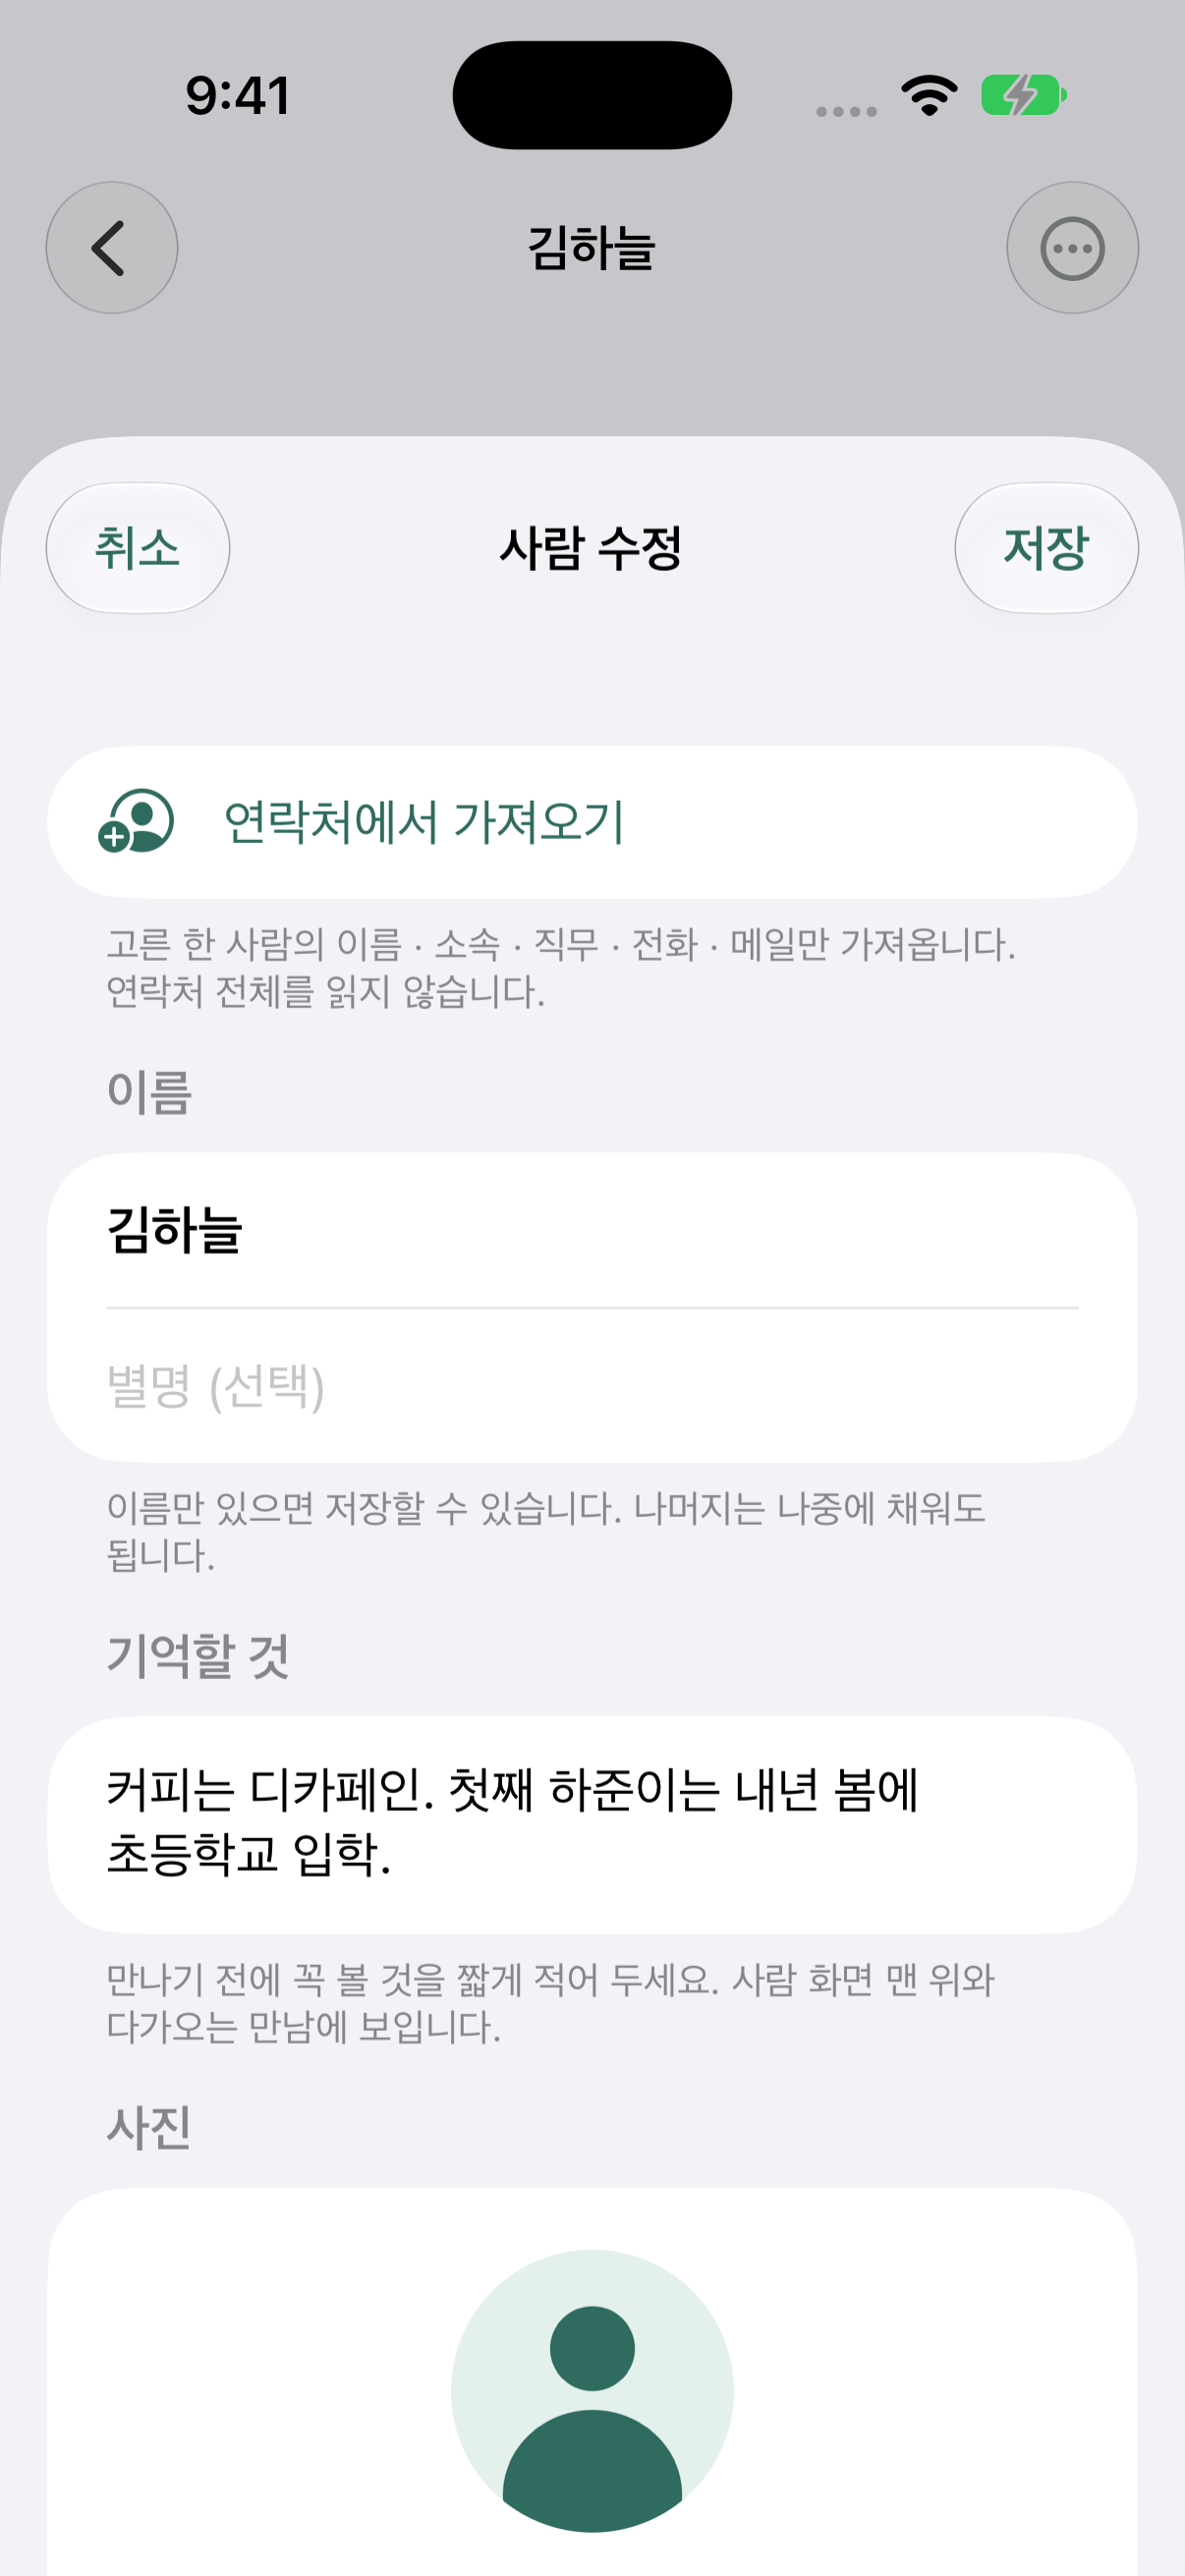 9:41
김하늘
취소
사람 수정
저장
연락처에서 가져오기
고른 한 사람의 이름 · 소속 · 직무 · 전화 · 메일만 가져옵니다.
연락처 전체를 읽지 않습니다.
이름
김하늘
별명 (선택)
이름만 있으면 저장할 수 있습니다. 나머지는 나중에 채워도
됩니다.
기억할 것
커피는 디카페인. 첫째 하준이는 내년 봄에
초등학교 입학.
만나기 전에 꼭 볼 것을 짧게 적어 두세요. 사람 화면 맨 위와
다가오는 만남에 보입니다.
사진